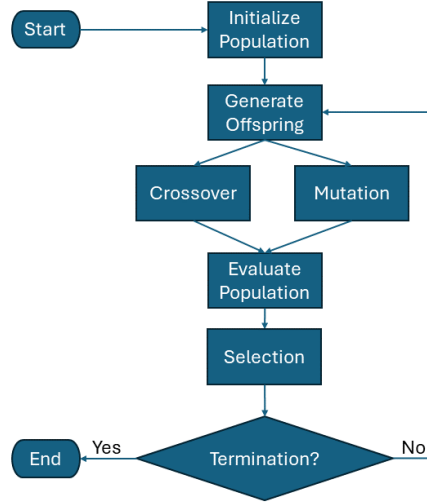 Start
Initialize
Population
Generate
Offspring
Crossover
Mutation
Evaluate
Population
Selection
Yes
No
End
Termination?